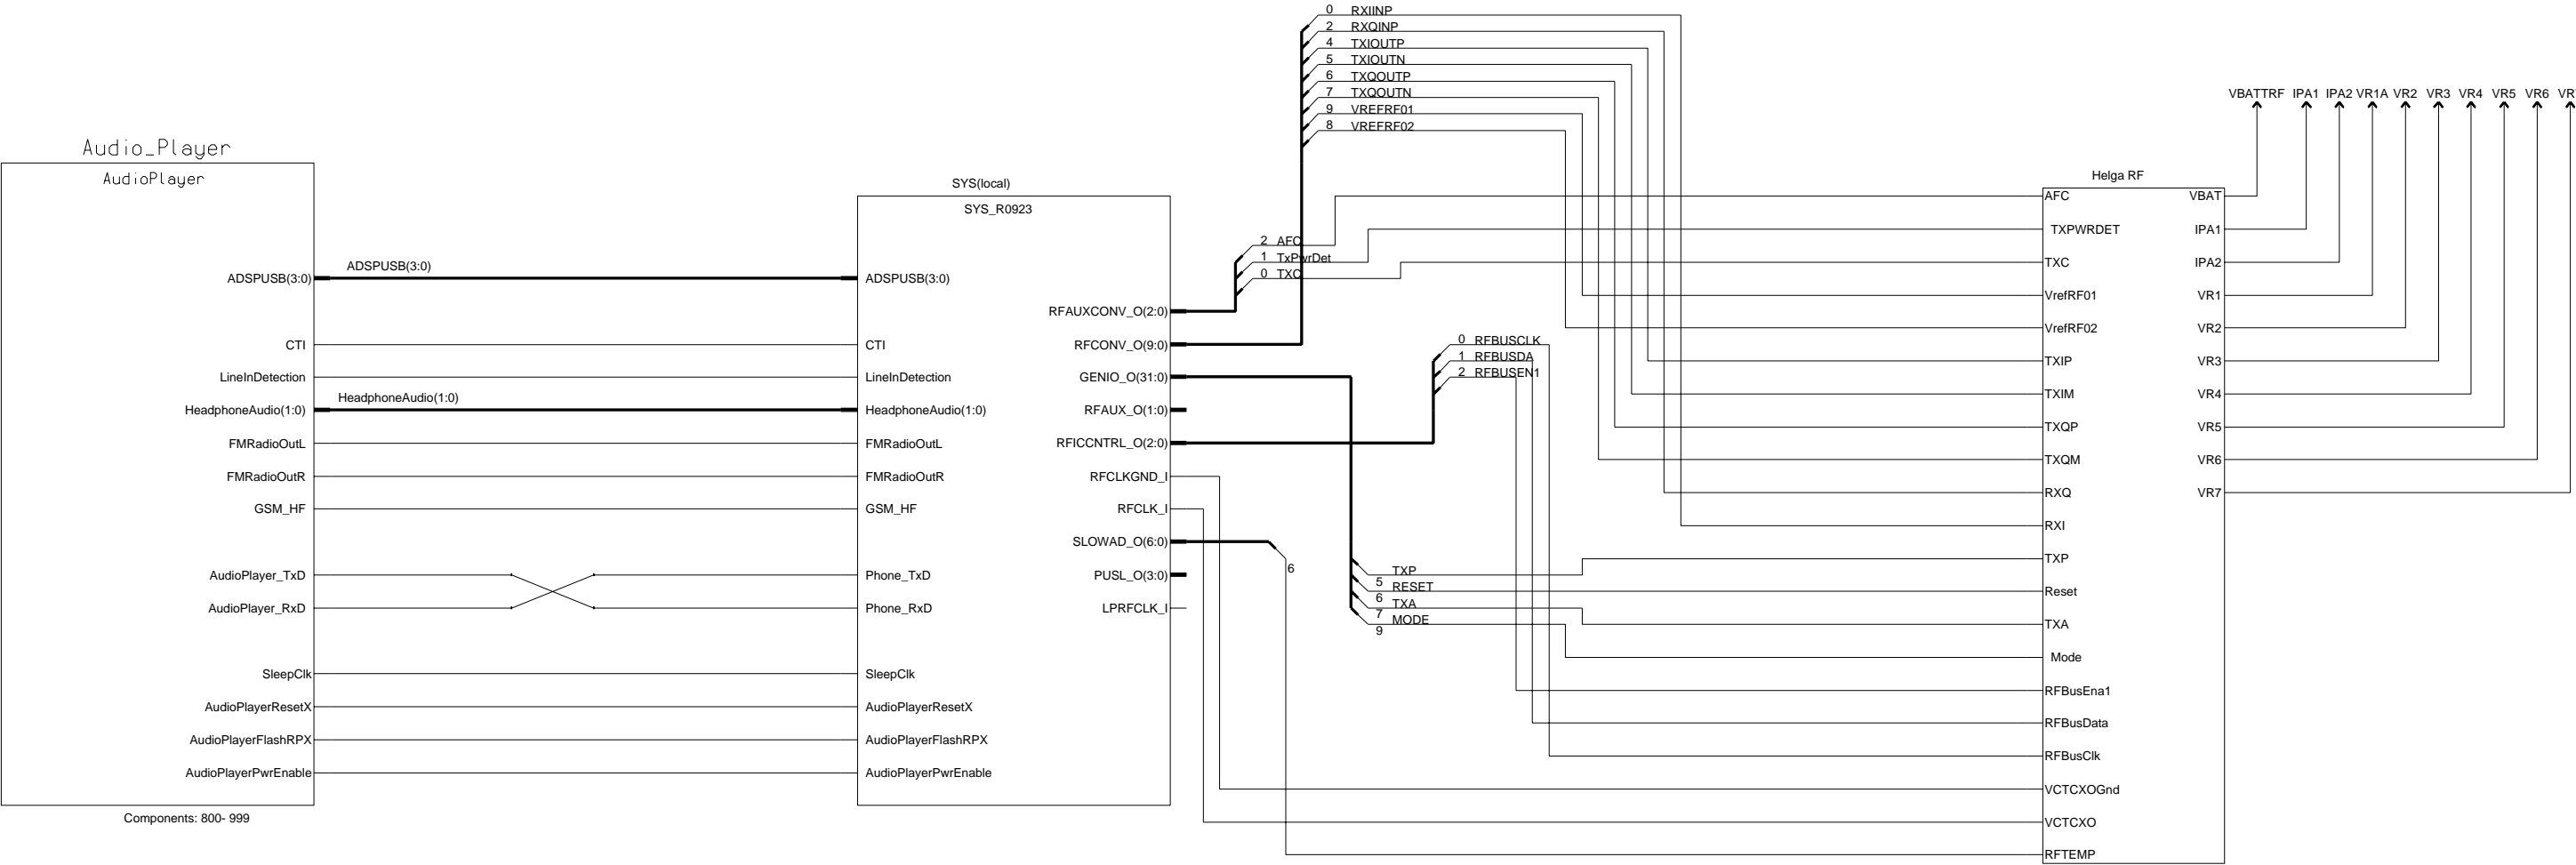 0 RXIINP
2 RXQINP
4 TXIOUTP
5 TXIOUTN
6 TXQOUTP
7 TXQOUTN
9 VREFRF01
8 VREFRF02
VBATTRF IPA1 IPA2 VR1A VR2 VR3 VR4 VR5 VR6
Audio_Player
AudioPlayer
ADSPUSB(3:0)
CTI
LineInDetection
HeadphoneAudio(1:0)
FMRadioOutL
FMRadioOutR
GSM_HF
AudioPlayer_TxD
AudioPlayer_RxD
SleepClk
AudioPlayerResetX
AudioPlayerFlashRPX
AudioPlayerPwrEnable
Components: 800- 999
ADSPUSB(3:0)
HeadphoneAudio(1:0)
SYS(local)
SYS_R0923
ADSPUSB(3:0)
CTI
LineInDetection
HeadphoneAudio(1:0)
FMRadioOutL
FMRadioOutR
GSM_HF
Phone_TxD
Phone_RxD
SleepClk
AudioPlayerResetX
AudioPlayerFlashRPX
AudioPlayerPwrEnable
RFAUXCONV_O(2:0)
RFCONV_O(9:0)
GENIO_O(31:0)
RFAUX_O(1:0)
RFICCNTRL_O(2:0)
RFCLKGND_I
RFCLK_I
SLOWAD_O(6:0)
PUSL_O(3:0)
LPRFCLK_I
2 AFC
1 TxPwrDet
0 TXC
0 RFBUSCLK
1 RFBUSDA
2 RFBUSEN1
6
TXP
5 RESET
6 TXA
7 MODE
9
Helga RF
AFC
TXPWRDET
TXC
VrefRF01
VrefRF02
TXIP
TXIM
TXQP
TXQM
RXQ
RXI
TXP
Reset
TXA
Mode
RFBusEna1
RFBusData
RFBusClk
VCTCXOGnd
VCTCXO
RFTEMP
VBAT
IPA1
IPA2
VR1
VR2
VR3
VR4
VR5
VR6
VR7